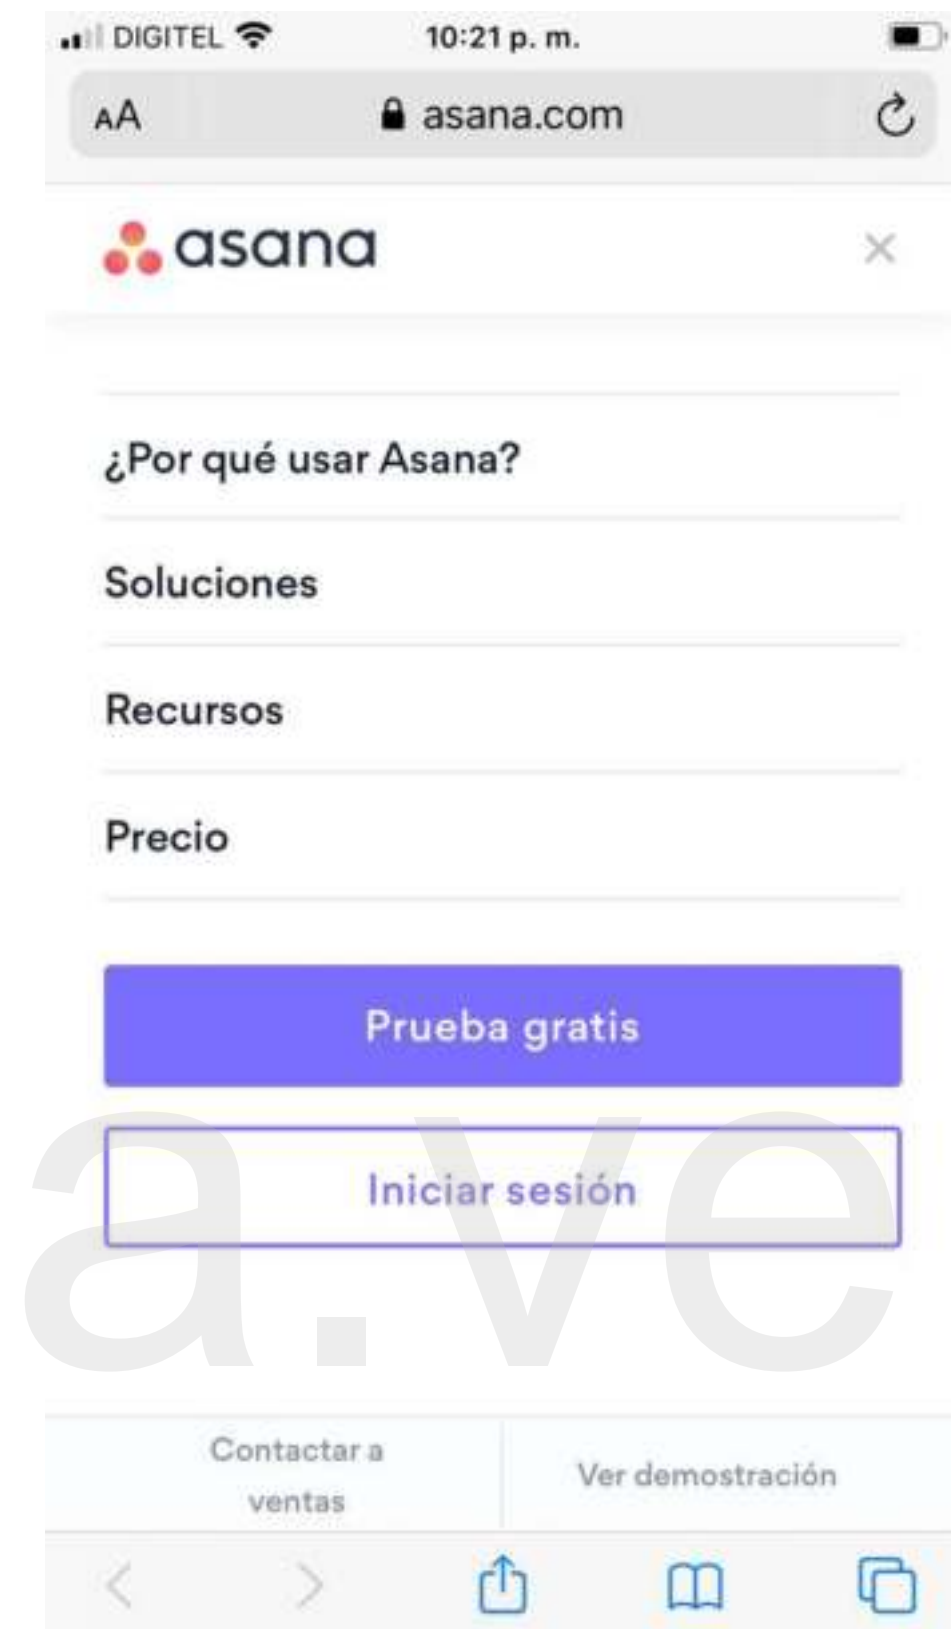 DIGITEL 10:21 p. m.
AA asana.com
asana
¿Por qué usar Asana?
Soluciones
Recursos
Precio
Prueba gratis
Iniciar sesión
a.ve
Contactar a
ventas
Ver demostración